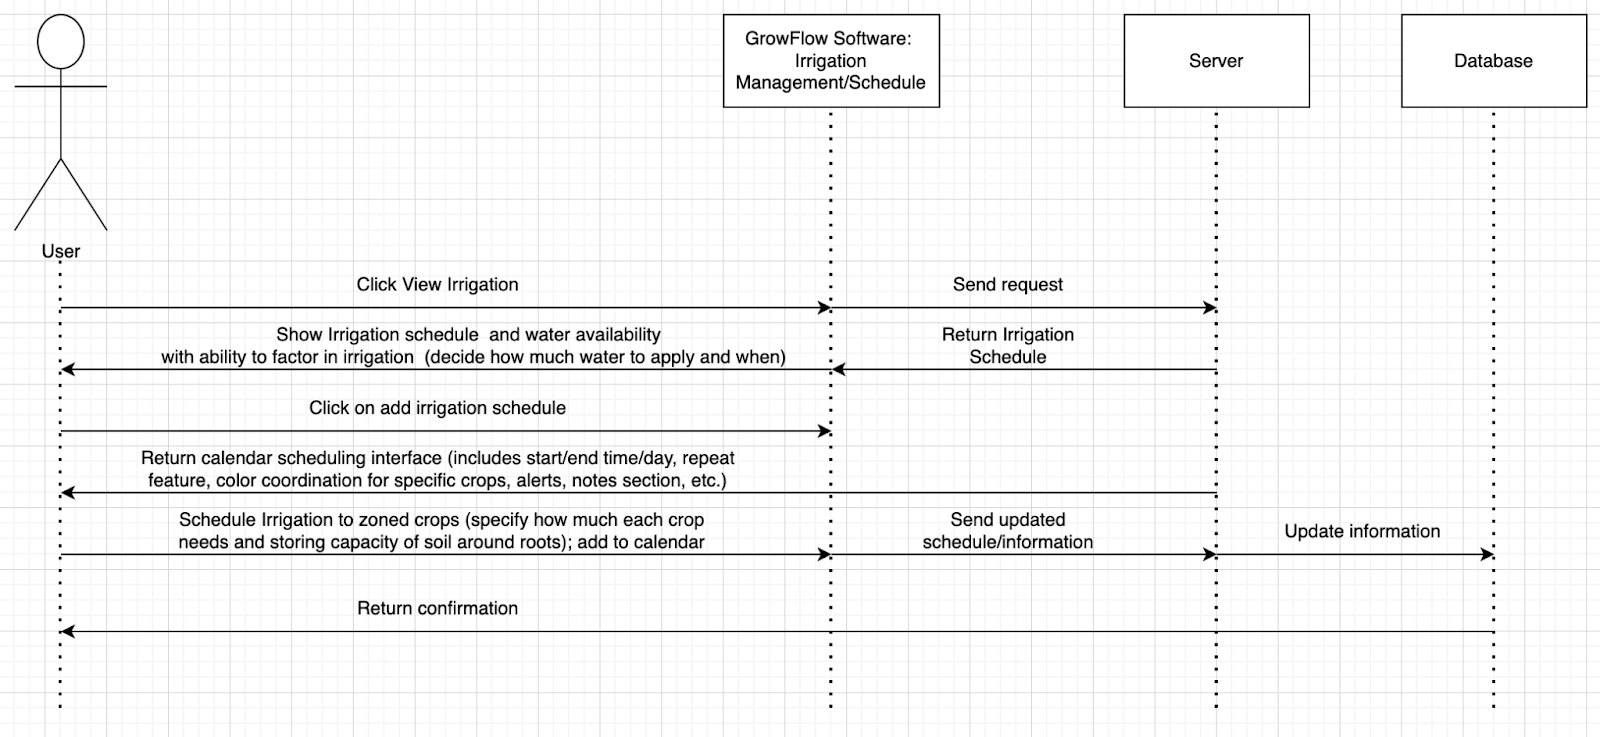 GrowFlow Software:
Irrigation
Management/Schedule
Server
Database
User
Click View Irrigation
Send request
Show Irrigation schedule and water availability
with ability to factor in irrigation (decide how much water to apply and when)
Return Irrigation
Schedule
Click on add irrigation schedule
Return calendar scheduling interface (includes start/end time/day, repeat
feature, color coordination for specific crops, alerts, notes section, etc.)
Schedule Irrigation to zoned crops (specify how much each crop
needs and storing capacity of soil around roots); add to calendar
Send updated
schedule/information
Update information
Return confirmation